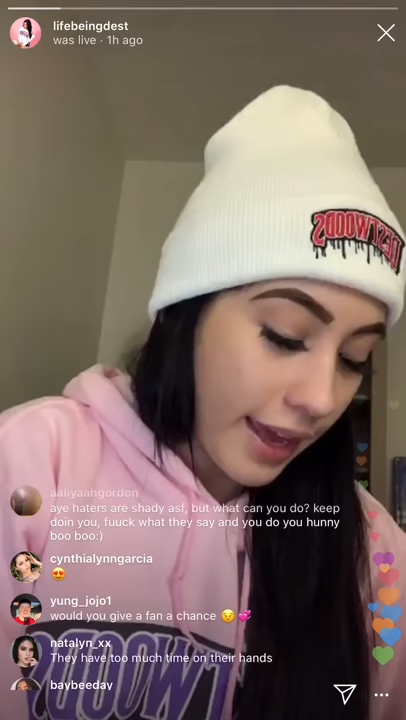 lifebeingdest
was live · 1h ago
WESTWOODS
aaliyaahgordon
aye haters are shady asf, but what can you do? keep
doin you, fuuck what they say and you do you hunny
boo boo:)
cynthialynngarcia
😍
yung_jojo1
would you give a fan a chance 😟💞
natalyn_xx
They have too much time on their hands
baybeeday